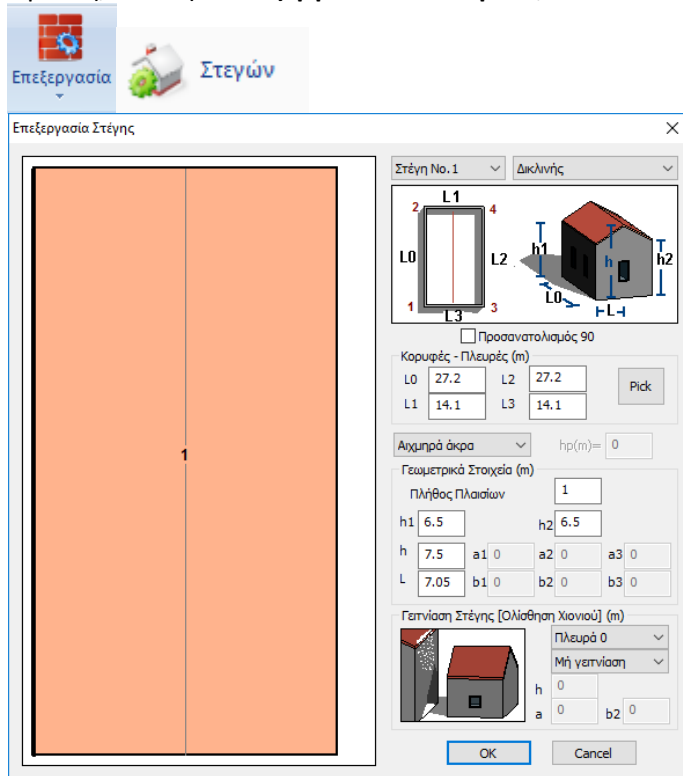 Επεξεργασία
Στεγών
Επεξεργασία Στέγης
Στέγη No.1 Δικλινής
L1
2 4
L0 L2
1 3
L3
h1 h h2
L0 L
Προσανατολισμός 90
Κορυφές - Πλευρές (m)
L0 27.2 L2 27.2
Pick
L1 14.1 L3 14.1
Αιχμηρά άκρα hp(m)= 0
Γεωμετρικά Στοιχεία (m)
Πλήθος Πλαισίων 1
h1 6.5 h2 6.5
h 7.5 a1 0 a2 0 a3 0
L 7.05 b1 0 b2 0 b3 0
Γειτνίαση Στέγης [Ολίσθηση Χιονιού] (m)
Πλευρά 0
Μή γειτνίαση
h 0
a 0 b2 0
OK Cancel
1